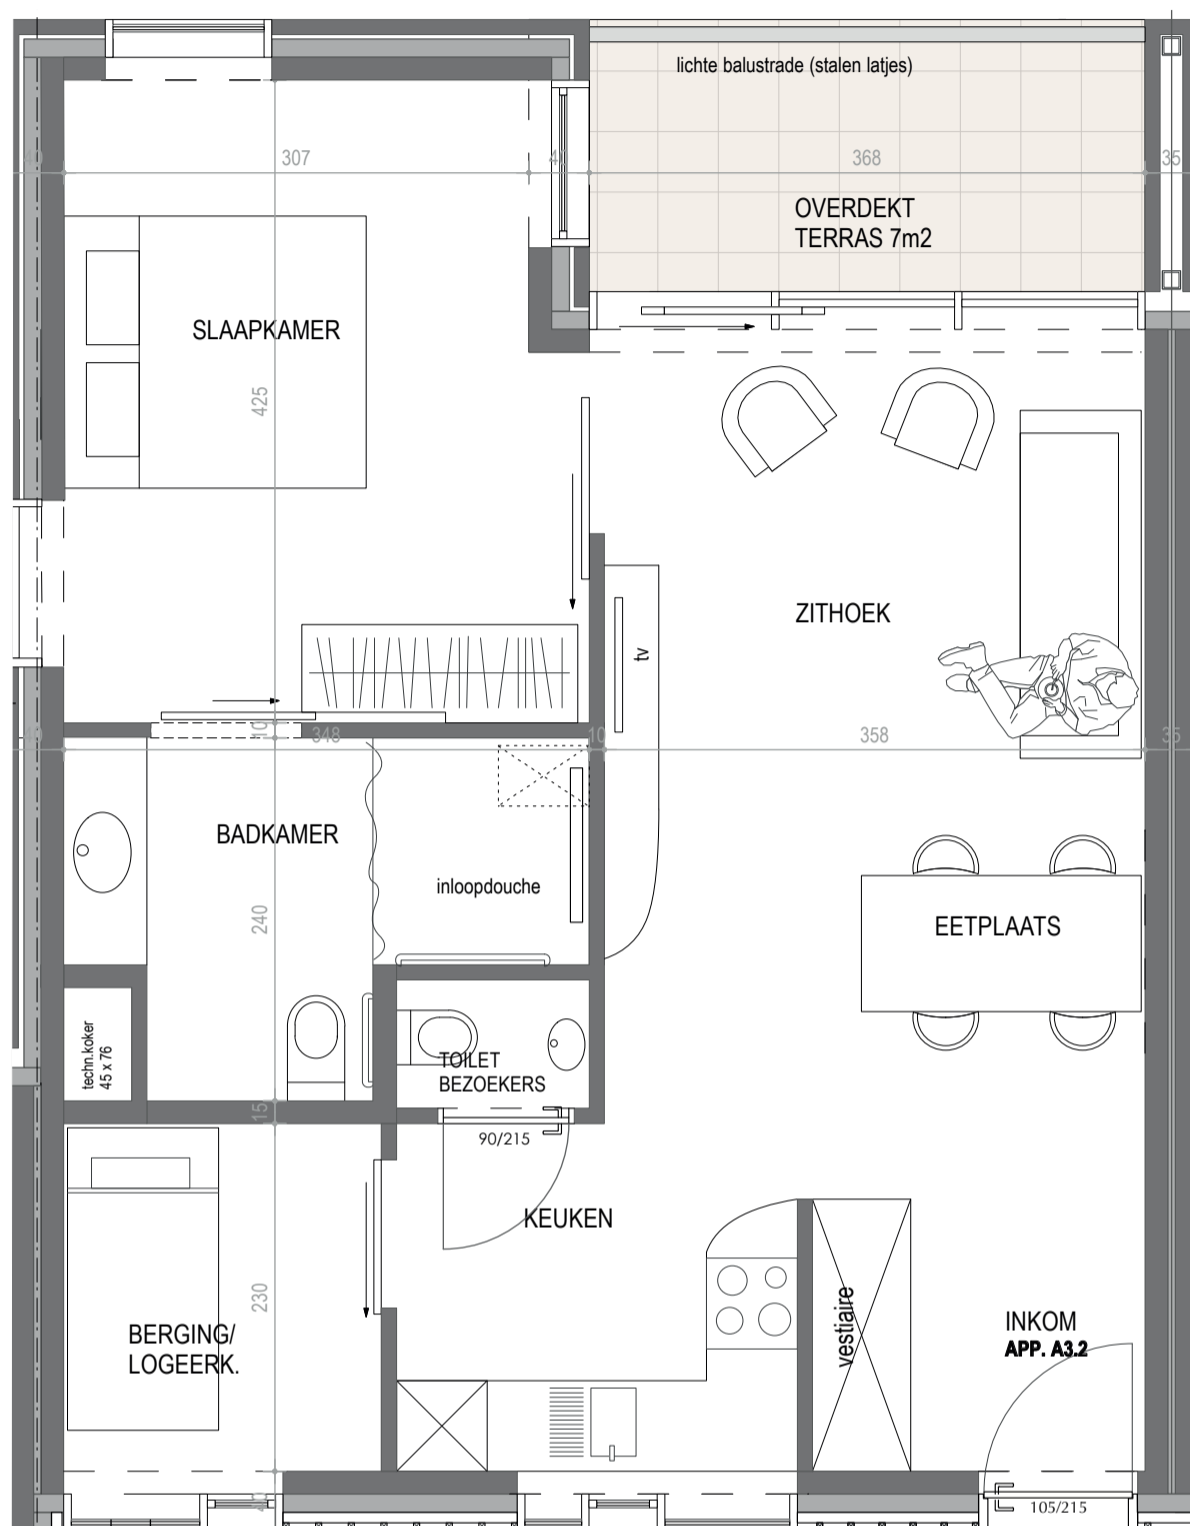 lichte balustrade (stalen latjes)
40
307
41
368
35
OVERDEKT
TERRAS 7m2
SLAAPKAMER
425
ZITHOEK
tv
10
348
10
358
35
BADKAMER
inloopdouche
EETPLAATS
240
techn.koker
45 x 76
TOILET
BEZOEKERS
15
90/215
KEUKEN
230
BERGING/
LOGEERK.
vestiaire
INKOM
APP. A3.2
40
105/215